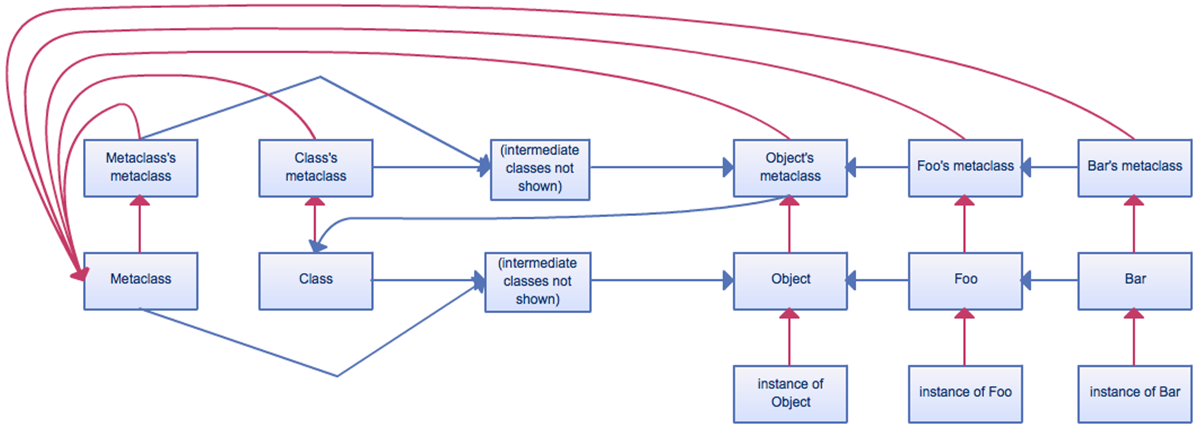 Metaclass's
metaclass
Class's
metaclass
(intermediate
classes not
shown)
Object's
metaclass
Foo's metaclass
Bar's metaclass
Metaclass
Class
(intermediate
classes not
shown)
Object
Foo
Bar
instance of
Object
instance of Foo
instance of Bar